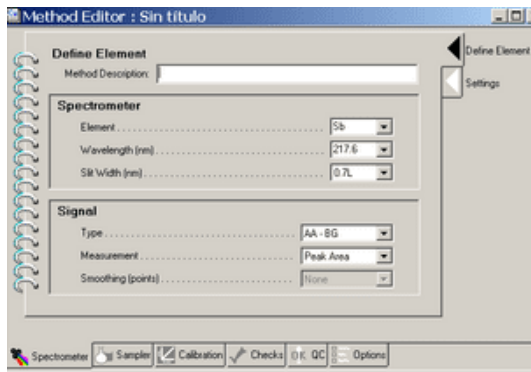 Method Editor : Sin título
Define Element
Method Description:
Spectrometer
Element
Sb
Wavelength (nm)
217.6
Slit Width (nm)
0.7L
Signal
Type
AA - BG
Measurement
Peak Area
Smoothing (points)
None
Define Element
Settings
Spectrometer
Sampler
Calibration
Checks
OK QC
Options